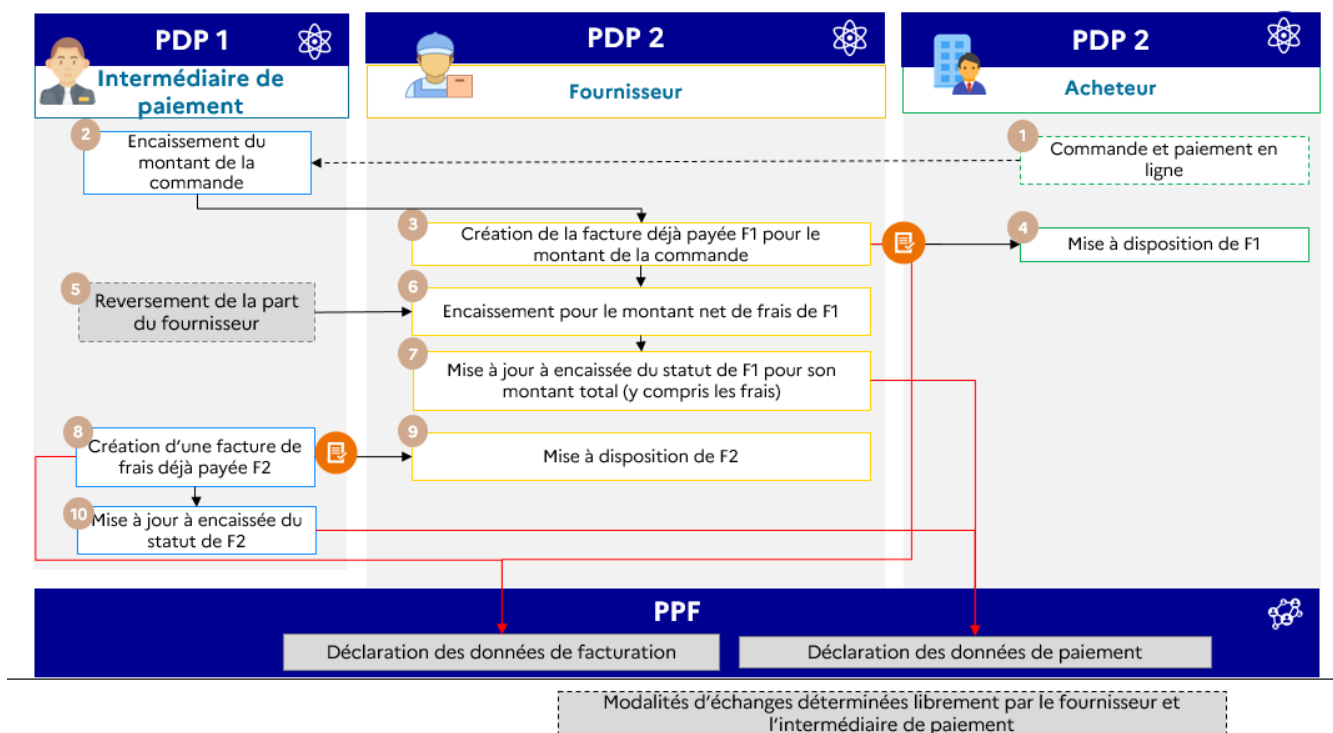 PDP 1
PDP 2
PDP 2
Intermédiaire de
paiement
Fournisseur
Acheteur
2
Encaissement du
montant de la
commande
1
Commande et paiement en
ligne
3
Création de la facture déjà payée F1 pour le
montant de la commande
4
Mise à disposition de F1
5
Reversement de la part
du fournisseur
6
Encaissement pour le montant net de frais de F1
7
Mise à jour à encaissée du statut de F1 pour son
montant total (y compris les frais)
8
Création d'une facture de
frais déjà payée F2
9
Mise à disposition de F2
10
Mise à jour à encaissée du
statut de F2
PPF
Déclaration des données de facturation
Déclaration des données de paiement
Modalités d'échanges déterminées librement par le fournisseur et
l'intermédiaire de paiement